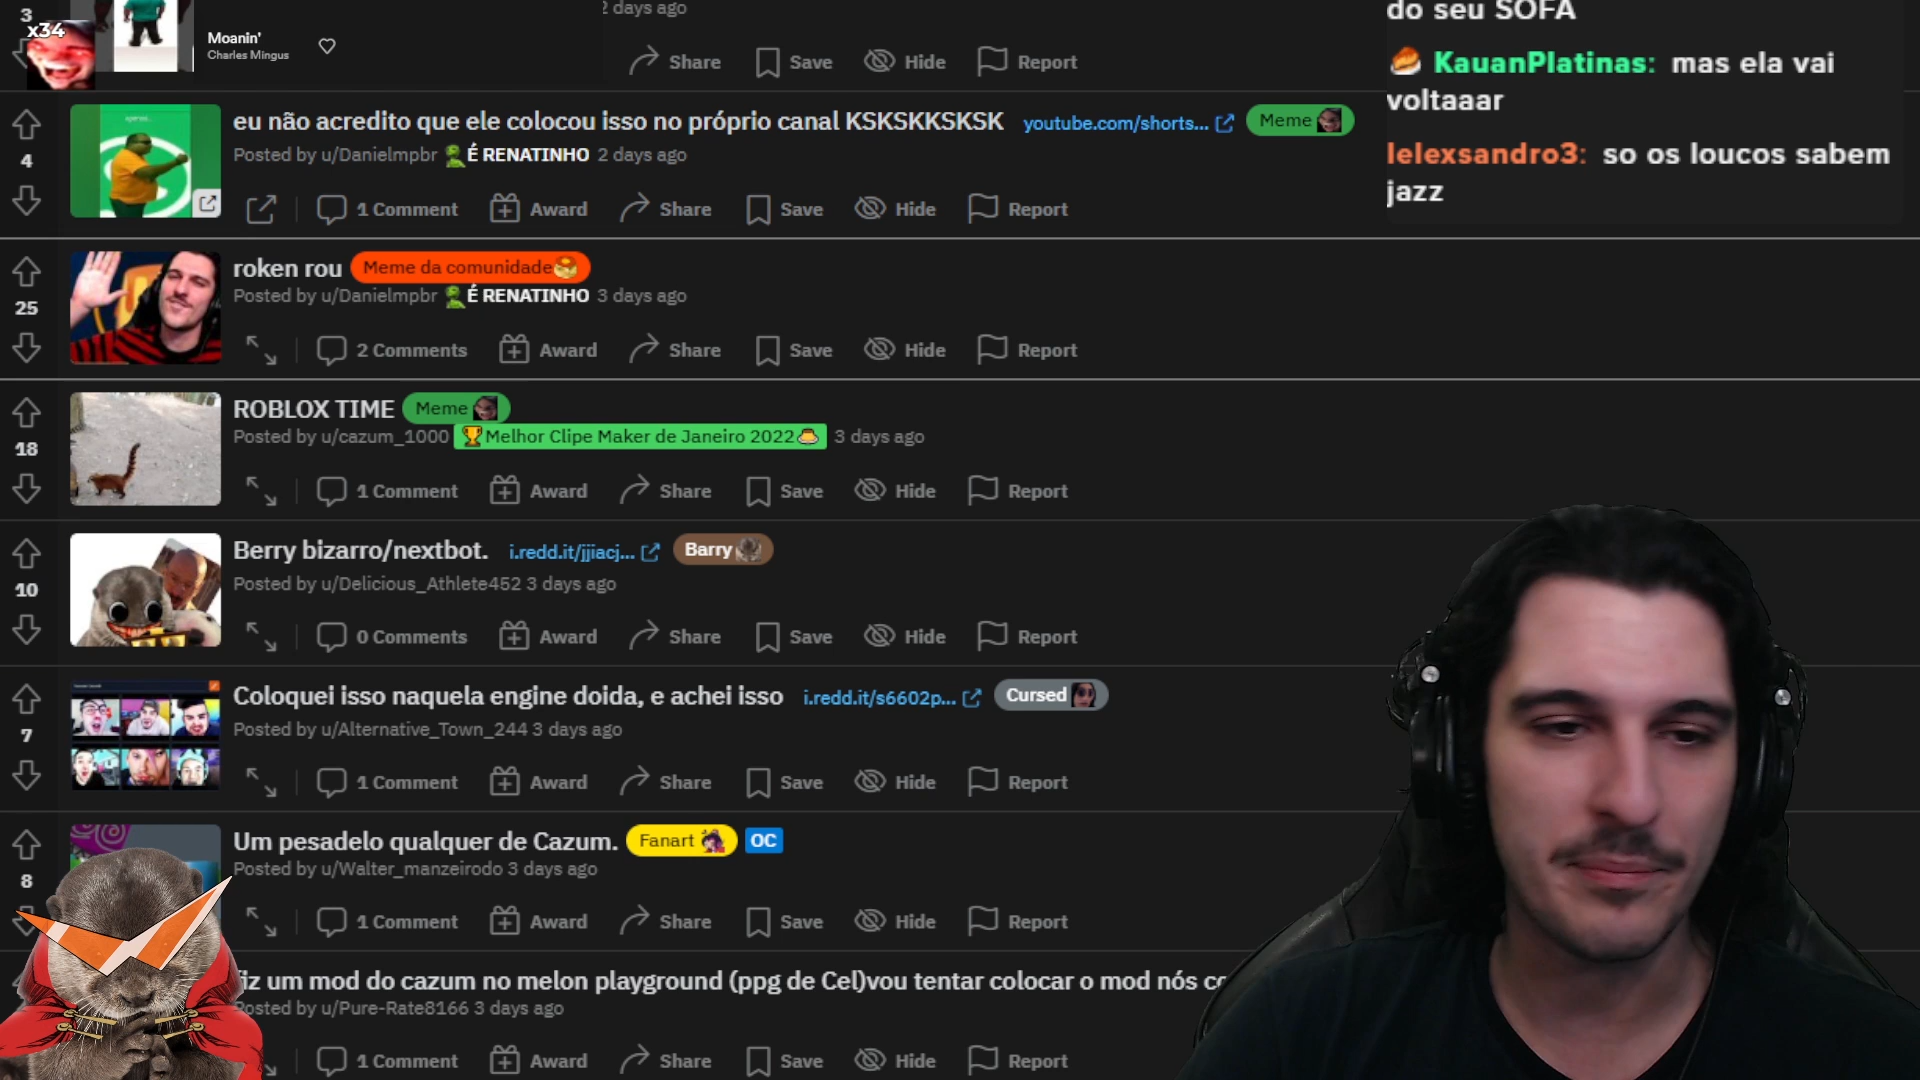 3
x34
Moanin'
Charles Mingus
2 days ago
Share Save Hide Report
do seu SOFA
KauanPlatinas: mas ela vai
voltaaar
lelexsandro3: so os loucos sabem
jazz
eu não acredito que ele colocou isso no próprio canal KSKSKKSKSK youtube.com/shorts... Meme
Posted by u/Danielmpbr É RENATINHO 2 days ago
4
1 Comment Award Share Save Hide Report
roken rou Meme da comunidade
Posted by u/Danielmpbr É RENATINHO 3 days ago
25
2 Comments Award Share Save Hide Report
ROBLOX TIME Meme
Posted by u/cazum_1000 Melhor Clipe Maker de Janeiro 2022 3 days ago
18
1 Comment Award Share Save Hide Report
Berry bizarro/nextbot. i.redd.it/jjiacj... Barry
Posted by u/Delicious_Athlete452 3 days ago
10
0 Comments Award Share Save Hide Report
Coloquei isso naquela engine doida, e achei isso i.redd.it/s6602p... Cursed
Posted by u/Alternative_Town_244 3 days ago
7
1 Comment Award Share Save Hide Report
Um pesadelo qualquer de Cazum. Fanart OC
Posted by u/Walter_manzeirodo 3 days ago
8
1 Comment Award Share Save Hide Report
fiz um mod do cazum no melon playground (ppg de Cel)vou tentar colocar o mod nós
Posted by u/Pure-Rate8166 3 days ago
1 Comment Award Share Save Hide Report